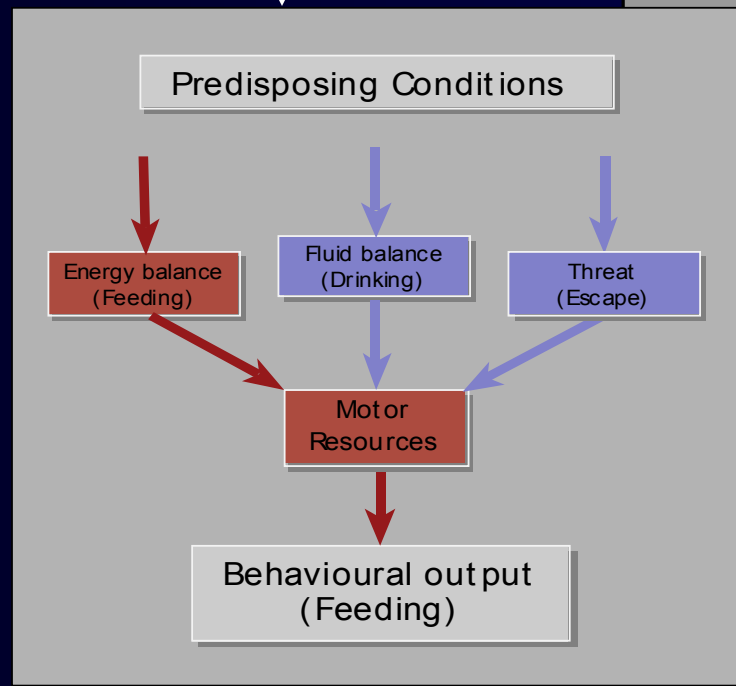 Predisposing Conditions
Energy balance
(Feeding)
Fluid balance
(Drinking)
Threat
(Escape)
Motor
Resources
Behavioural output
(Feeding)